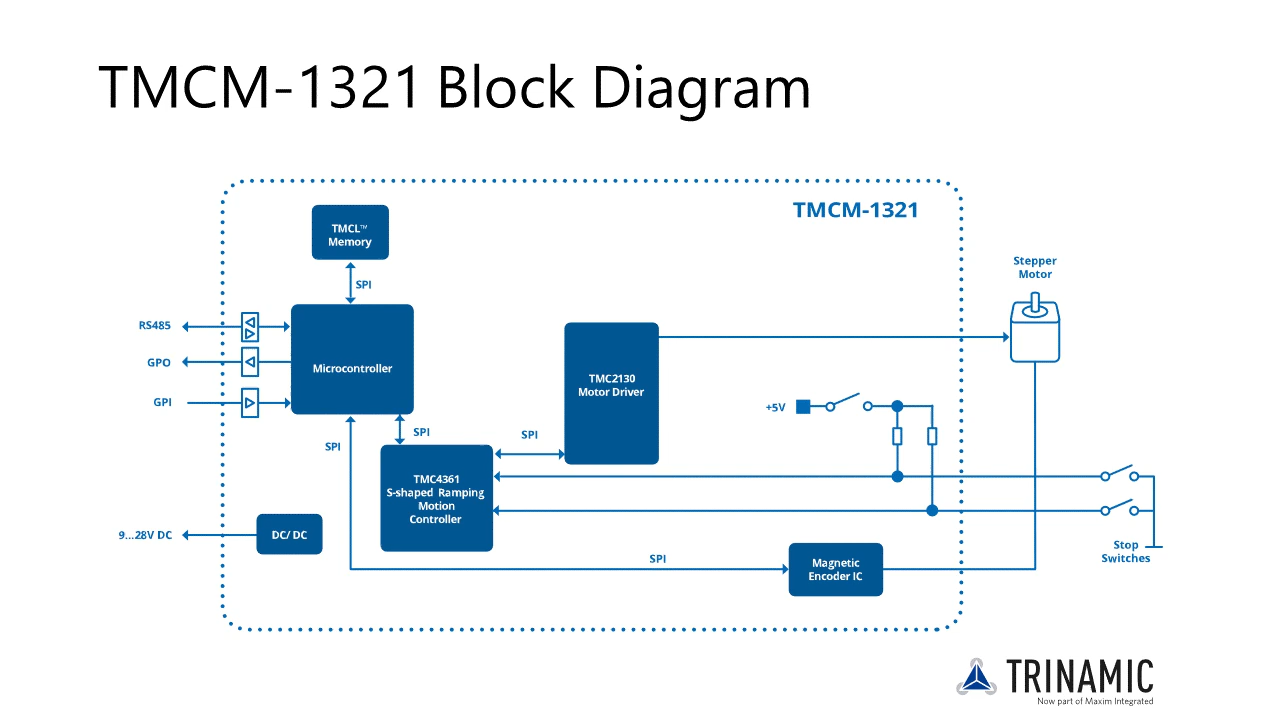 TMCM-1321 Block Diagram
TMCM-1321
TMCL™
Memory
SPI
Stepper
Motor
RS485
GPO
GPI
Microcontroller
TMC2130
Motor Driver
+5V
SPI
SPI
SPI
TMC4361
S-shaped Ramping
Motion
Controller
9...28V DC
DC/ DC
SPI
Magnetic
Encoder IC
Stop
Switches
TRINAMIC
Now part of Maxim Integrated